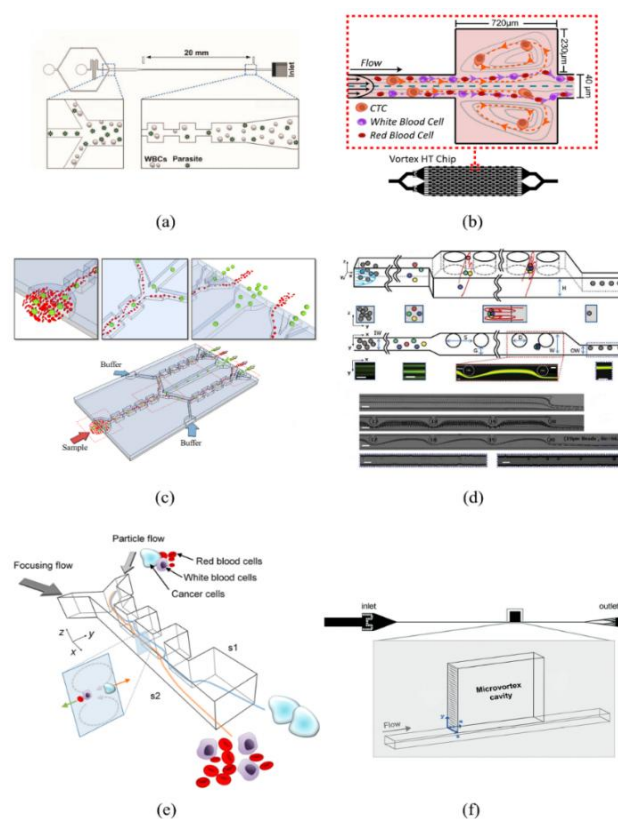 20 mm
inlet
WBCs Parasite
(a)
720μm
230μm
Flow
40 μm
CTC
White Blood Cell
Red Blood Cell
Vortex HT Chip
(b)
Buffer
Sample
Buffer
(c)
H
S
D
G
W
(d)
Particle flow
Focusing flow
Red blood cells
White blood cells
Cancer cells
z
y
x
s1
s2
(e)
inlet
outlet
Microvortex
cavity
Flow
(f)